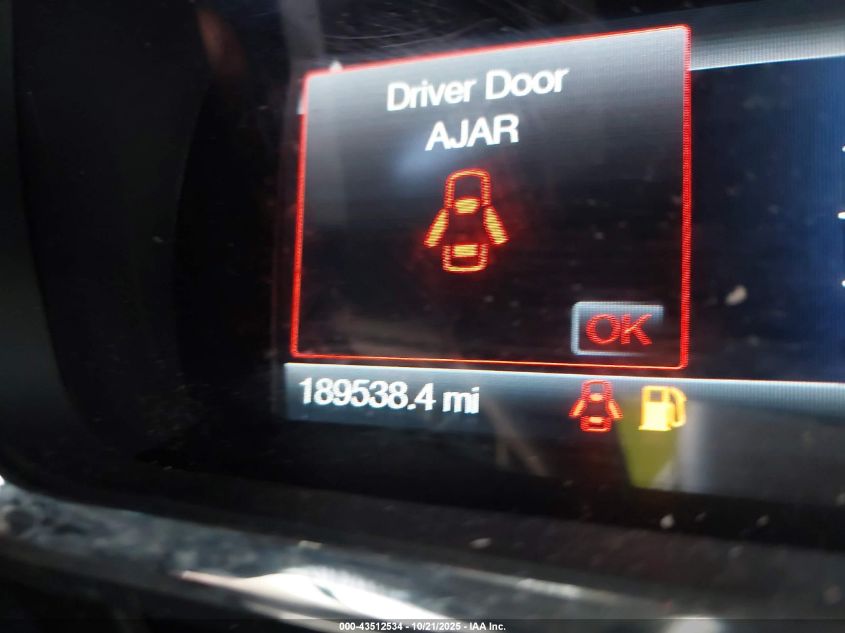 Driver Door
AJAR
OK
189538.4 mi
000-43512534 - 10/21/2025 - IAA Inc.